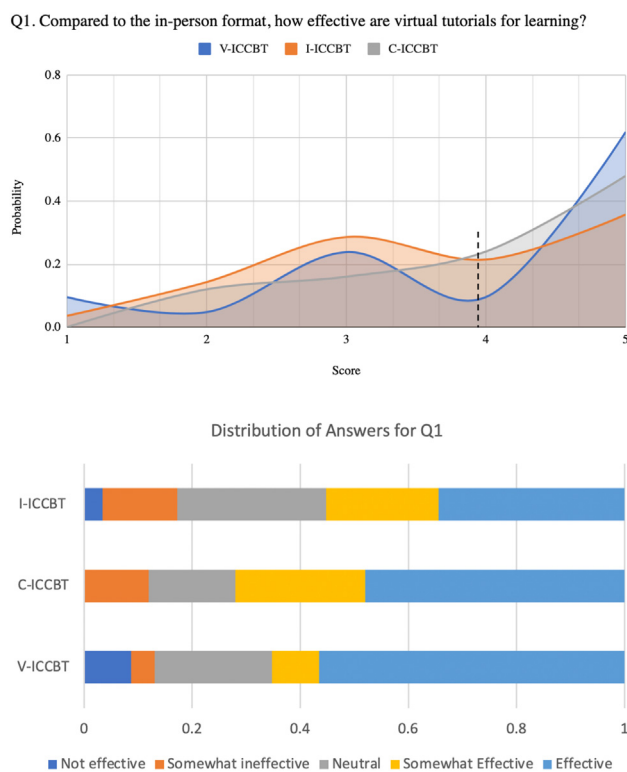 Q1. Compared to the in-person format, how effective are virtual tutorials for learning?
V-ICCBT I-ICCBT C-ICCBT
0.8
0.6
0.4
0.2
0.0
Probability
1 2 3 4 5
Score
Distribution of Answers for Q1
I-ICCBT
C-ICCBT
V-ICCBT
0 0.2 0.4 0.6 0.8 1
Not effective Somewhat ineffective Neutral Somewhat Effective Effective